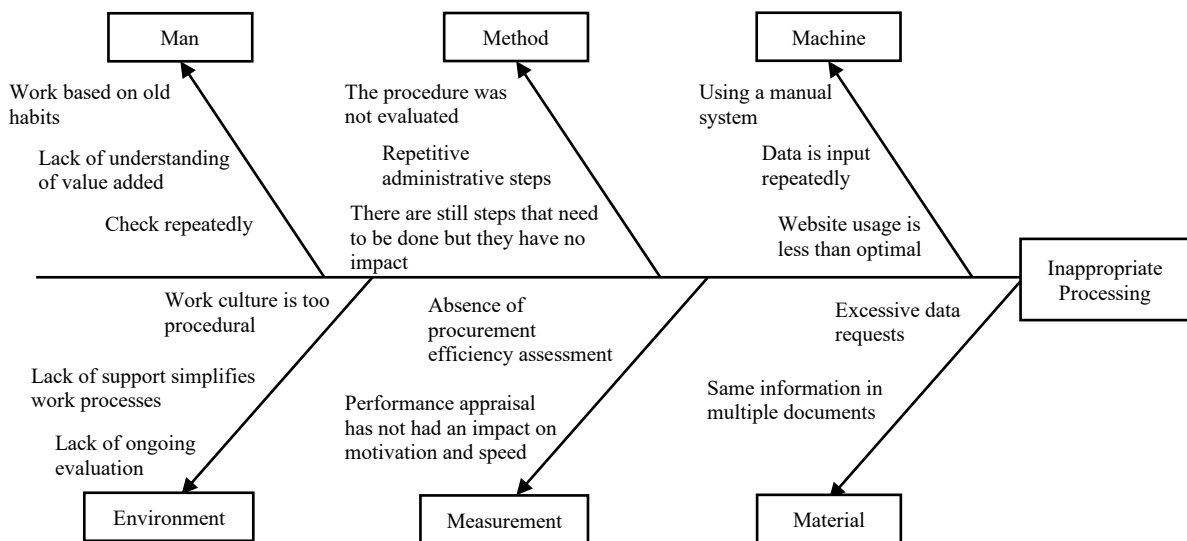 Man
Method
Machine
Work based on old
habits
Lack of understanding
of value added
Check repeatedly
The procedure was
not evaluated
Repetitive
administrative steps
There are still steps that need
to be done but they have no
impact
Using a manual
system
Data is input
repeatedly
Website usage is
less than optimal
Inappropriate
Processing
Work culture is too
procedural
Lack of support simplifies
work processes
Lack of ongoing
evaluation
Absence of
procurement
efficiency assessment
Performance appraisal
has not had an impact on
motivation and speed
Excessive data
requests
Same information in
multiple documents
Environment
Measurement
Material